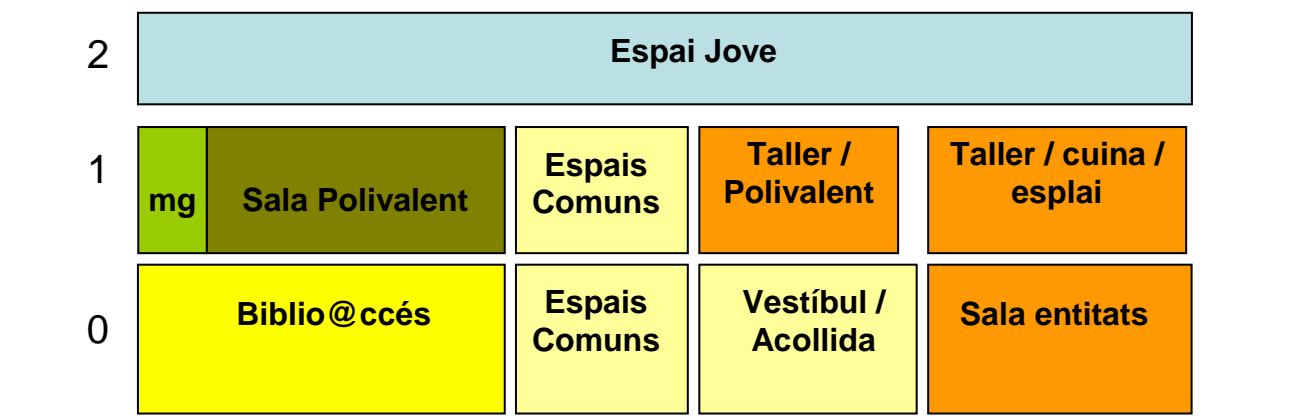 2
Espai Jove
1
mg
Sala Polivalent
Espais
Comuns
Taller /
Polivalent
Taller / cuina /
esplai
0
Biblio@ccés
Espais
Comuns
Vestíbul /
Acollida
Sala entitats